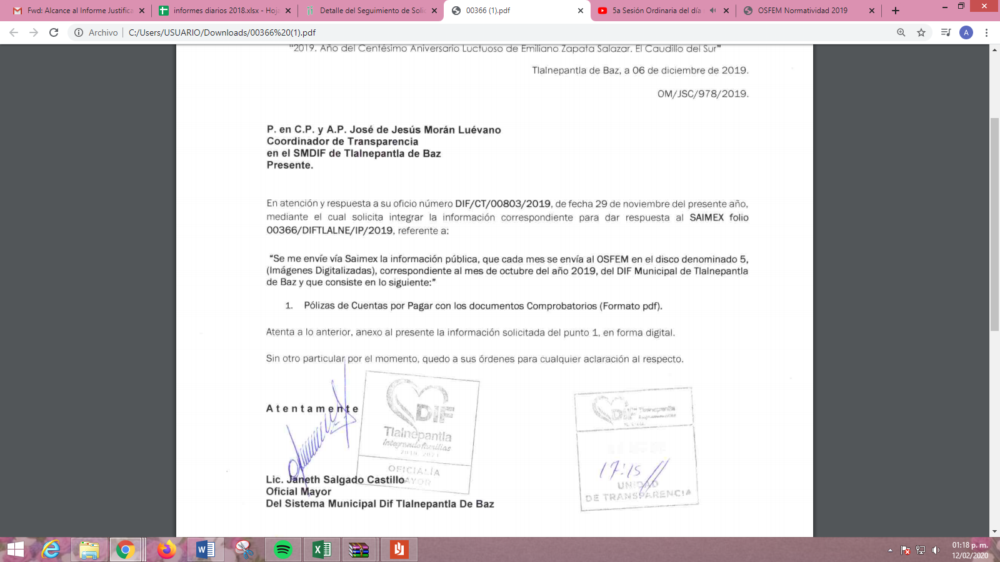 Fwd: Alcance al Informe Justifica
informes diarios 2018.xlsx - Hoja
Detalle del Seguimiento de Solic
00366 (1).pdf
5a Sesión Ordinaria del día
OSFEM Normatividad 2019
Archivo
C:/Users/USUARIO/Downloads/00366%20(1).pdf
A
"2019. Año del Centésimo Aniversario Luctuoso de Emiliano Zapata Salazar. El Caudillo del Sur"
Tlalnepantla de Baz, a 06 de diciembre de 2019.
OM/JSC/978/2019.
P. en C.P. y A.P. José de Jesús Morán Luévano
Coordinador de Transparencia
en el SMDIF de Tlalnepantla de Baz
Presente.
En atención y respuesta a su oficio número DIF/CT/00803/2019, de fecha 29 de noviembre del presente año,
mediante el cual solicita integrar la información correspondiente para dar respuesta al SAIMEX folio
00366/DIFTLALNE/IP/2019, referente a:
"Se me envíe vía Saimex la información pública, que cada mes se envía al OSFEM en el disco denominado 5,
(Imágenes Digitalizadas), correspondiente al mes de octubre del año 2019, del DIF Municipal de Tlalnepantla
de Baz y que consiste en lo siguiente:"
1. Pólizas de Cuentas por Pagar con los documentos Comprobatorios (Formato pdf).
Atenta a lo anterior, anexo al presente la información solicitada del punto 1, en forma digital.
Sin otro particular por el momento, quedo a sus órdenes para cualquier aclaración al respecto.
Atentamente
DIF
Tlalnepantla
Integrando familias
2019-2021
OFICIALÍA
MAYOR
DIF Tlalnepantla
17:15
UNIDAD
DE TRANSPARENCIA
Lic. Janeth Salgado Castillo
Oficial Mayor
Del Sistema Municipal Dif Tlalnepantla De Baz
01:18 p. m.
12/02/2020